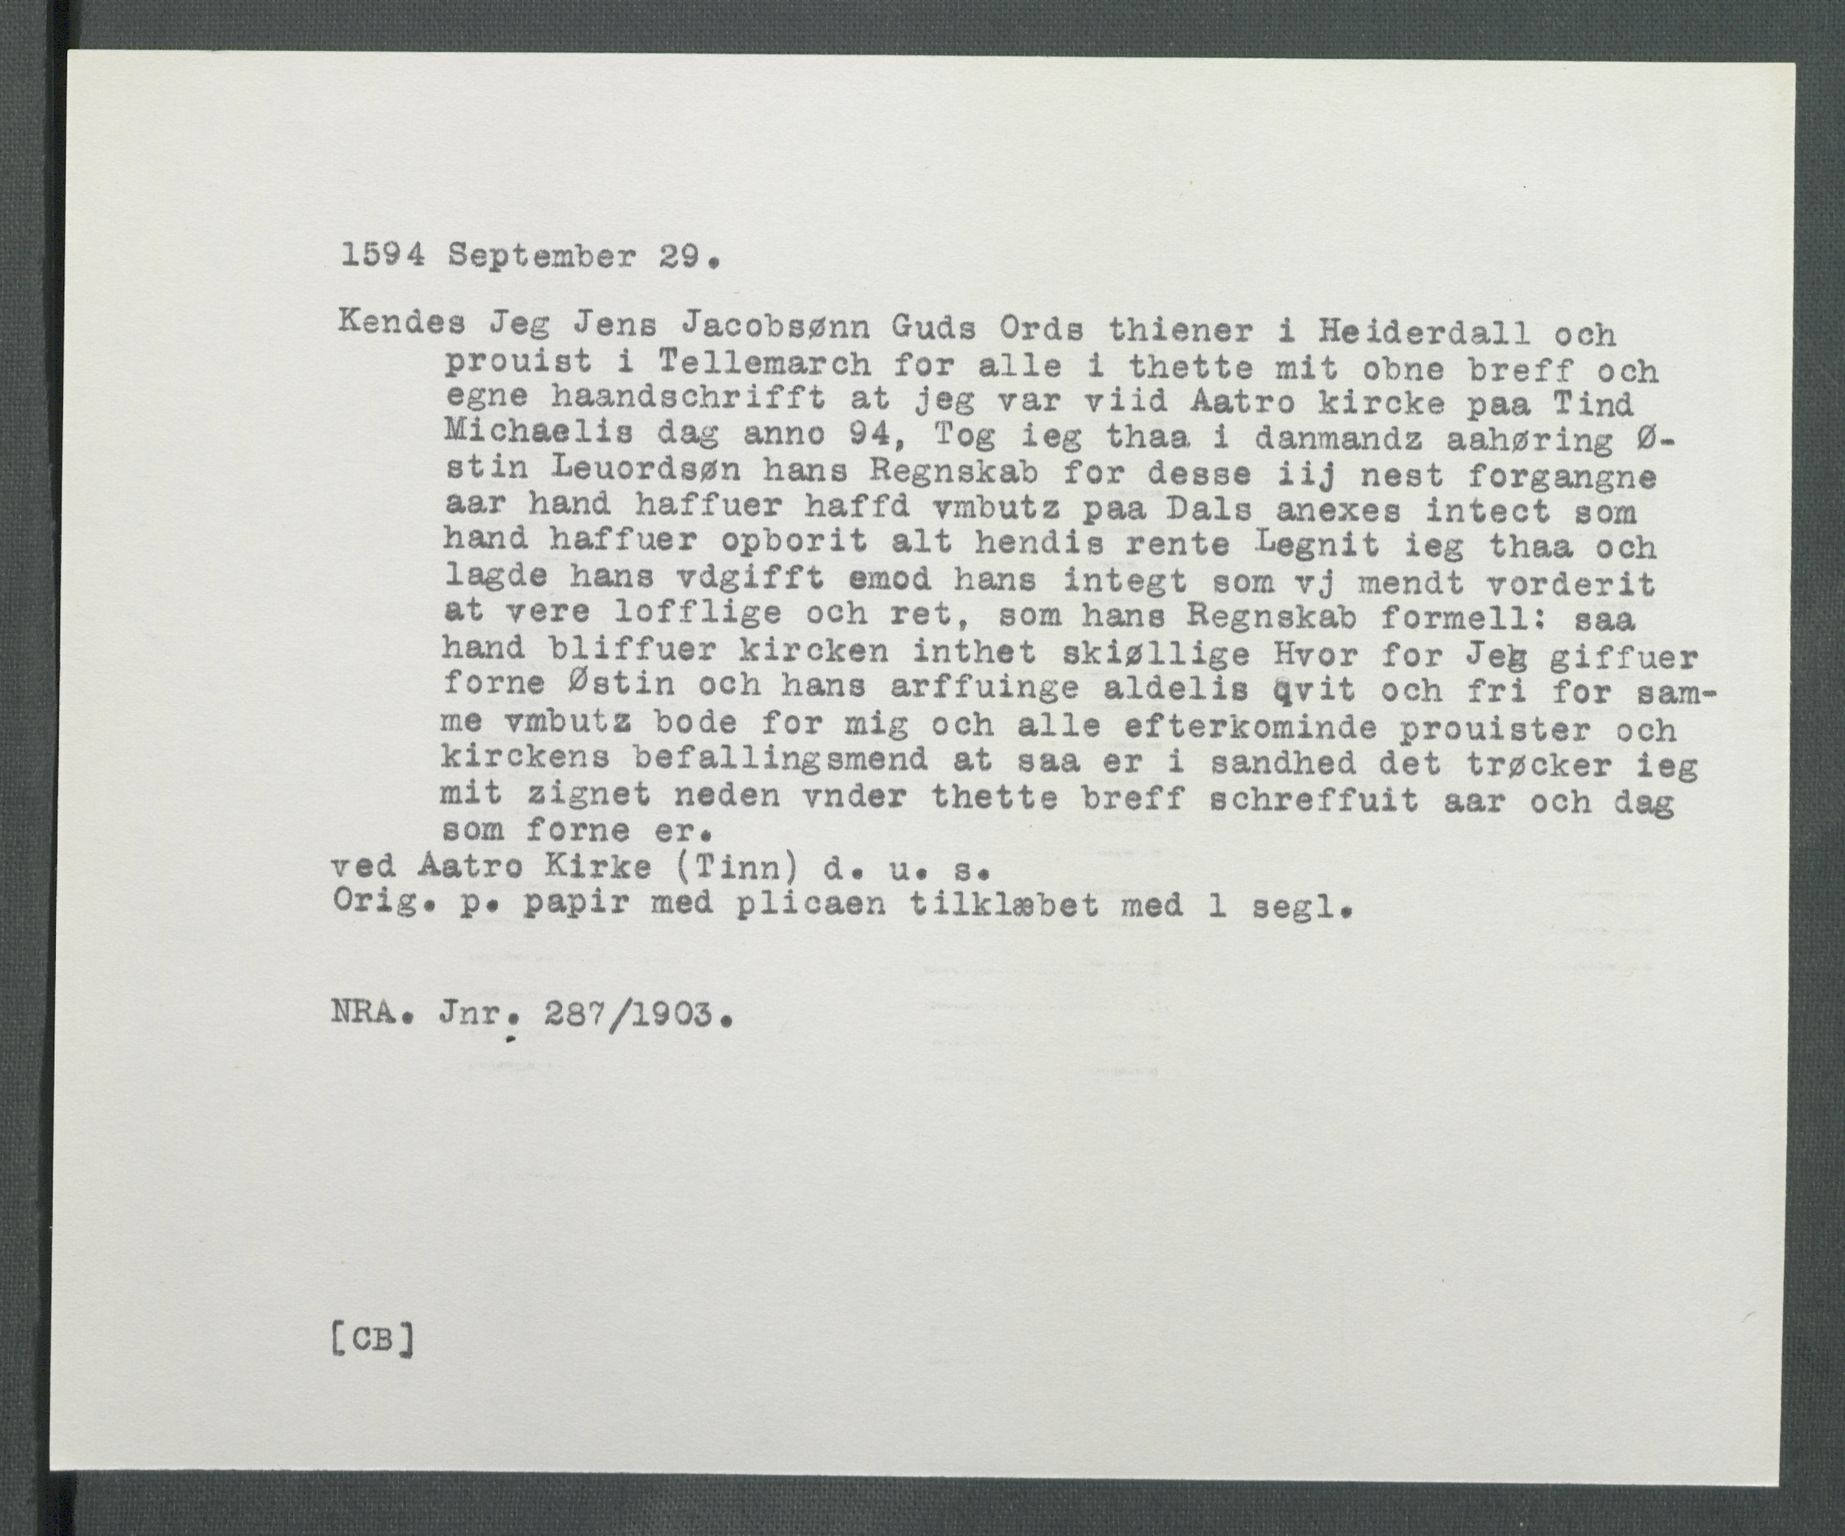 1594 September 29.
Kendes Jeg Jens Jacobsønn Guds Ords thiener i Heiderdall och
prouist i Tellemarch for alle i thette mit obne breff och
egne haandschrifft at jeg var viid Aatro kircke paa Tind
Michaelis dag anno 94, Tog ieg thaa i danmandz aahøring Ø-
stin Leuordsøn hans Regnskab for desse iij nest forgangne
aar hand haffuer haffd vmbutz paa Dals anexes intect som
hand haffuer opborit alt hendis rente Legnit ieg thaa och
lagde hans vdgifft emod hans integt som vj mendt vorderit
at vere lofflige och ret, som hans Regnskab formell: saa
hand bliffuer kircken inthet skiøllige Hvor for Jeg giffuer
forne Østin och hans arffuinge aldelis qvit och fri for sam-
me vmbutz bode for mig och alle efterkominde prouister och
kirckens befallingsmend at saa er i sandhed det trøcker ieg
mit zignet neden vnder thette breff schreffuit aar och dag
som forne er.
ved Aatro Kirke (Tinn) d. u. s.
Orig. p. papir med plicaen tilklæbet med 1 segl.
NRA. Jnr. 287/1903.
[CB]